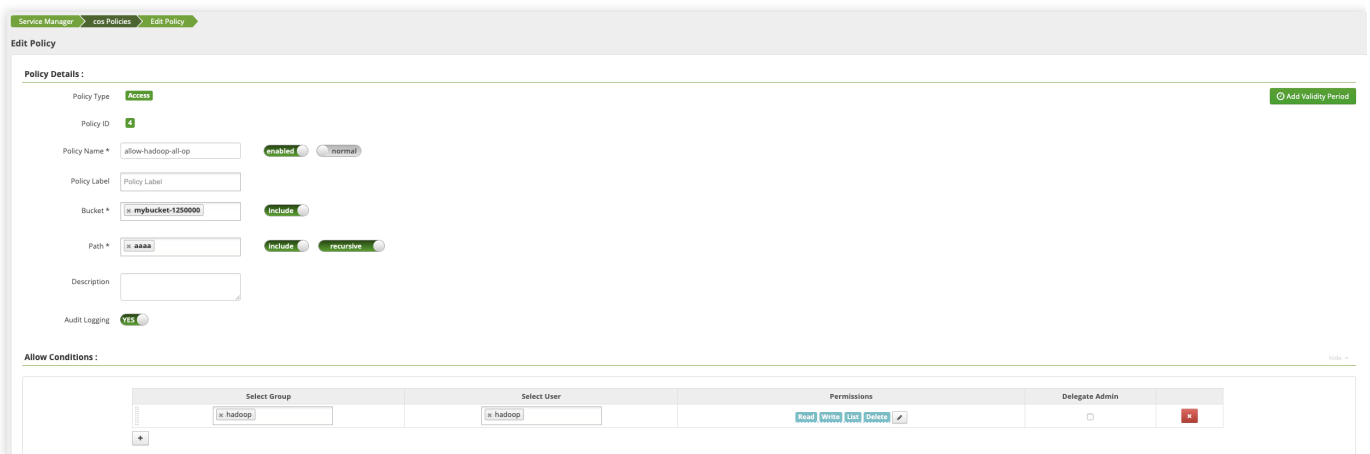 Service Manager cos Policies Edit Policy
Edit Policy
Policy Details :
Policy Type Access Add Validity Period
Policy ID 4
Policy Name * allow-hadoop-all-op enabled normal
Policy Label Policy Label
Bucket * × mybucket-1250000 include
Path * × aaaa include recursive
Description
Audit Logging YES
Allow Conditions : hide
Select Group Select User Permissions Delegate Admin
× hadoop × hadoop Read Write List Delete ×
+